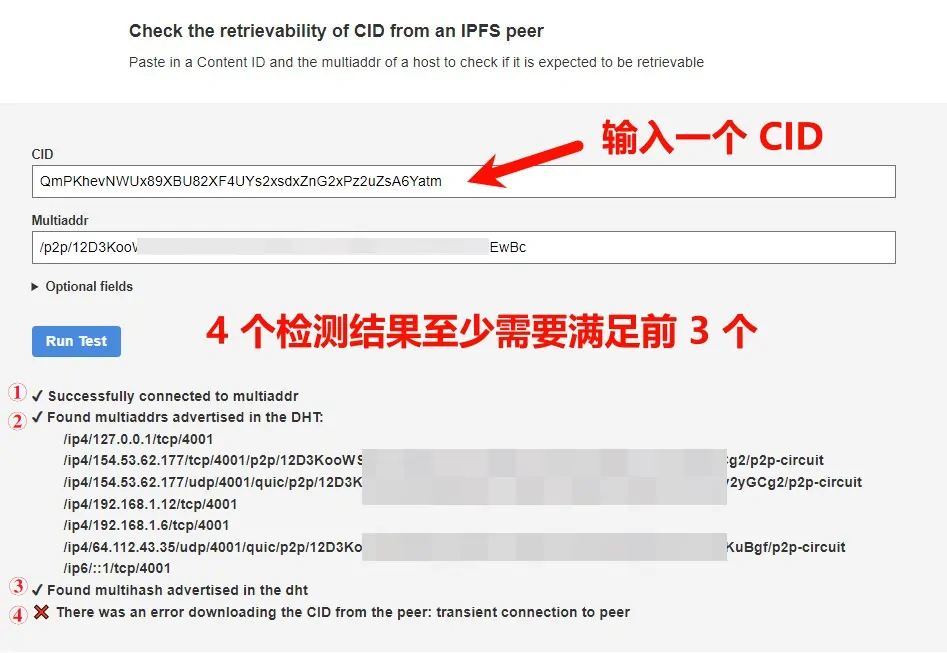 Check the retrievability of CID from an IPFS peer
Paste in a Content ID and the multiaddr of a host to check if it is expected to be retrievable
输入一个 CID
CID
QmPKhevNWUx89XBU82XF4UYs2xsdxZnG2xPz2uZsA6Yatm
Multiaddr
/p2p/12D3Koo EwBc
▶ Optional fields
4 个检测结果至少需要满足前 3 个
Run Test
① ✔ Successfully connected to multiaddr
② ✔ Found multiaddrs advertised in the DHT:
/ip4/127.0.0.1/tcp/4001
/ip4/154.53.62.177/tcp/4001/p2p/12D3KooWS g2/p2p-circuit
/ip4/154.53.62.177/udp/4001/quic/p2p/12D3K 2yGCg2/p2p-circuit
/ip4/192.168.1.12/tcp/4001
/ip4/192.168.1.6/tcp/4001
/ip4/64.112.43.35/udp/4001/quic/p2p/12D3Ko KuBgf/p2p-circuit
/ip6/::1/tcp/4001
③ ✔ Found multihash advertised in the dht
④ ❌ There was an error downloading the CID from the peer: transient connection to peer